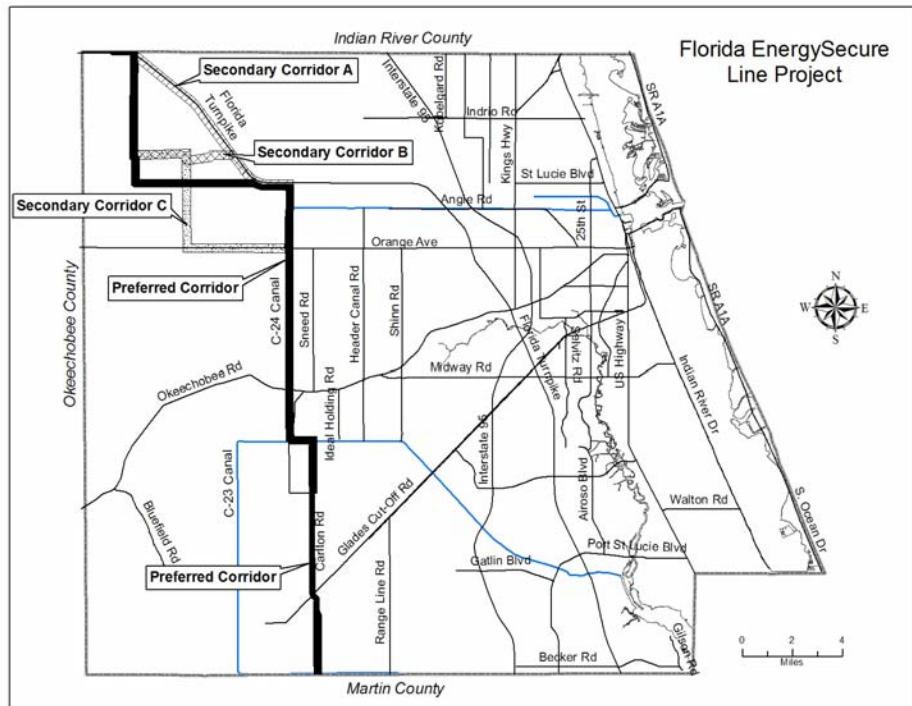 Indian River County
Florida EnergySecure
Line Project
Secondary Corridor A
Florida
Turnpike
Interstate 95
Koblegard Rd
Indrio Rd
Kings Hwy
SR A1A
Secondary Corridor B
St Lucie Blvd
Secondary Corridor C
Angle Rd
25th St
Orange Ave
Preferred Corridor
Okeechobee County
C-24 Canal
Sneed Rd
Header Canal Rd
Shinn Rd
Florida Turnpike
Selvitz Rd
US Highway 1
SR A1A
N
W
E
S
Okeechobee Rd
Midway Rd
Indian River Dr
Ideal Holding Rd
Interstate 95
C-23 Canal
Glades Cut-Off Rd
Airoso Blvd
Walton Rd
S. Ocean Dr
Bluefield Rd
Carlton Rd
Preferred Corridor
Range Line Rd
Gatlin Blvd
Port St Lucie Blvd
Gilson Rd
Becker Rd
0 2 4
Miles
Martin County